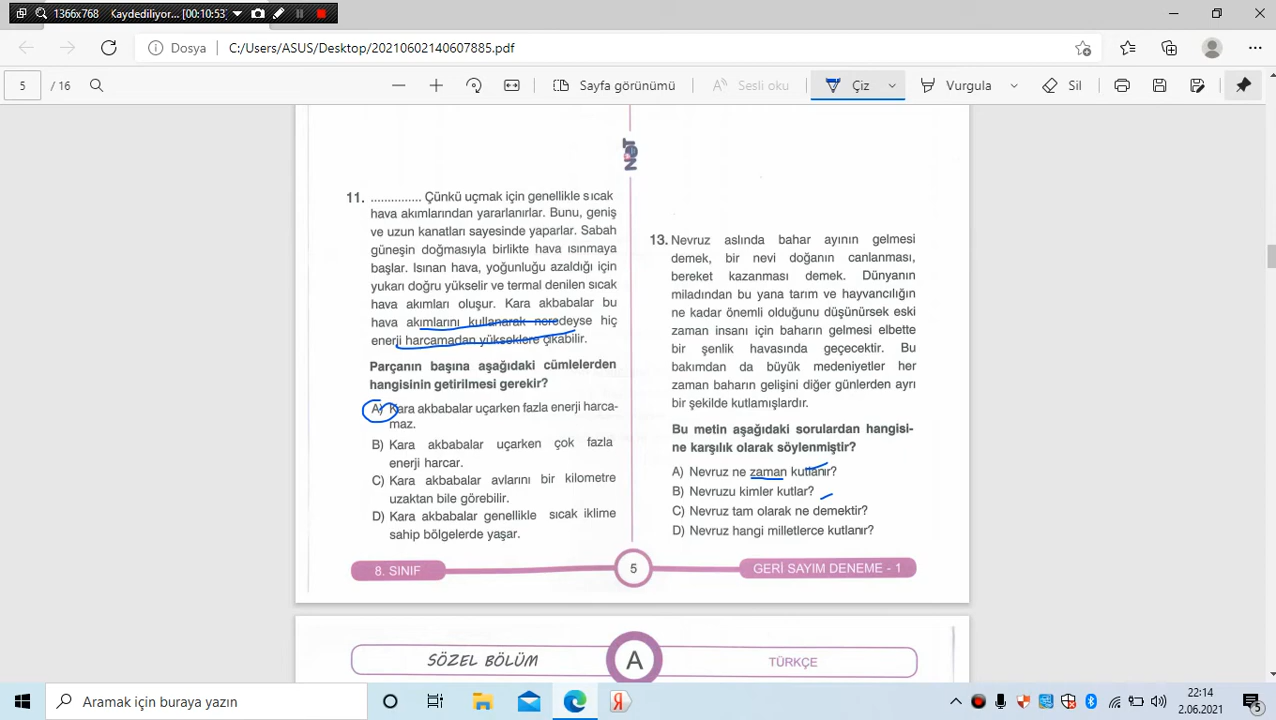 1366x768 Kaydediliyor... [00:10:53]
Dosya C:/Users/ASUS/Desktop/20210602140607885.pdf
5 / 16 Sayfa görünümü Sesli oku Çiz Vurgula Sil
Net
11. ............... Çünkü uçmak için genellikle sıcak
hava akımlarından yararlanırlar. Bunu, geniş
ve uzun kanatları sayesinde yaparlar. Sabah
güneşin doğmasıyla birlikte hava ısınmaya
başlar. Isınan hava, yoğunluğu azaldığı için
yukarı doğru yükselir ve termal denilen sıcak
hava akımları oluşur. Kara akbabalar bu
hava akımlarını kullanarak neredeyse hiç
enerji harcamadan yükseklere çıkabilir.
Parçanın başına aşağıdaki cümlelerden
hangisinin getirilmesi gerekir?
A) Kara akbabalar uçarken fazla enerji harca-
maz.
B) Kara akbabalar uçarken çok fazla
enerji harcar.
C) Kara akbabalar avlarını bir kilometre
uzaktan bile görebilir.
D) Kara akbabalar genellikle sıcak iklime
sahip bölgelerde yaşar.
13. Nevruz aslında bahar ayının gelmesi
demek, bir nevi doğanın canlanması,
bereket kazanması demek. Dünyanın
miladından bu yana tarım ve hayvancılığın
ne kadar önemli olduğunu düşünürsek eski
zaman insanı için baharın gelmesi elbette
bir şenlik havasında geçecektir. Bu
bakımdan da büyük medeniyetler her
zaman baharın gelişini diğer günlerden ayrı
bir şekilde kutlamışlardır.
Bu metin aşağıdaki sorulardan hangisi-
ne karşılık olarak söylenmiştir?
A) Nevruz ne zaman kutlanır?
B) Nevruzu kimler kutlar?
C) Nevruz tam olarak ne demektir?
D) Nevruz hangi milletlerce kutlanır?
8. SINIF 5 GERİ SAYIM DENEME - 1
SÖZEL BÖLÜM A TÜRKÇE
Aramak için buraya yazın
22:14
2.06.2021